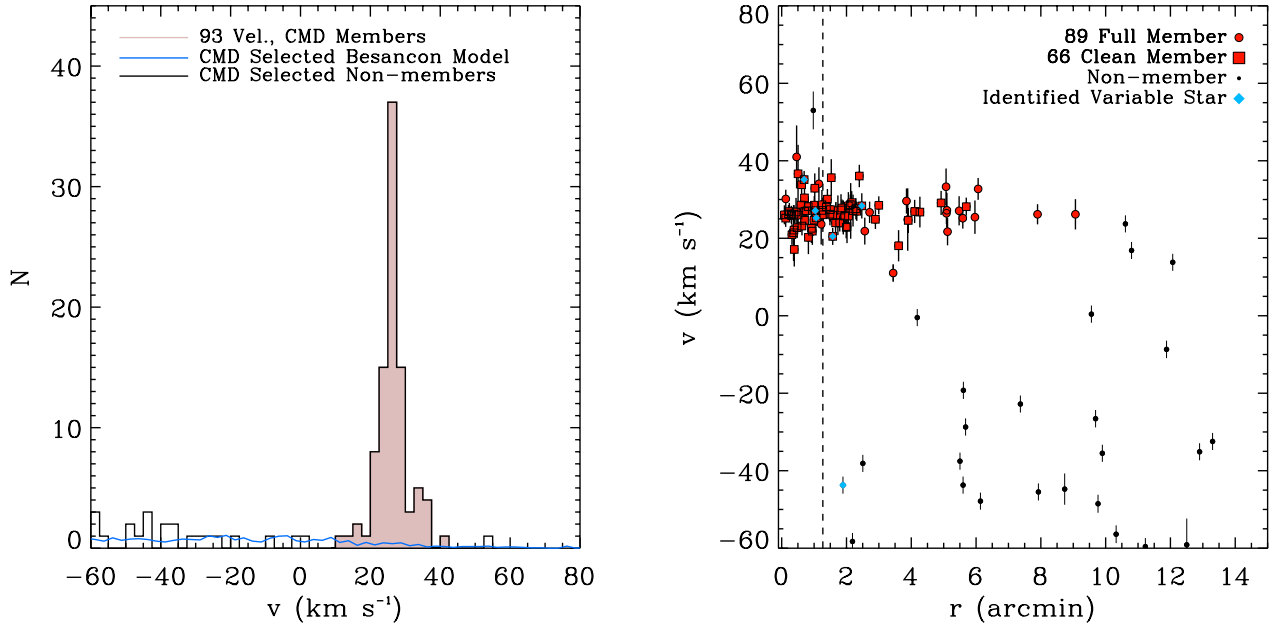 93 Vel., CMD Members
CMD Selected Besancon Model
CMD Selected Non-members
N
40
30
20
10
0
-60 -40 -20 0 20 40 60 80
v (km s⁻¹)
89 Full Member
66 Clean Member
Non-member
Identified Variable Star
v (km s⁻¹)
80
60
40
20
0
-20
-40
-60
0 2 4 6 8 10 12 14
r (arcmin)